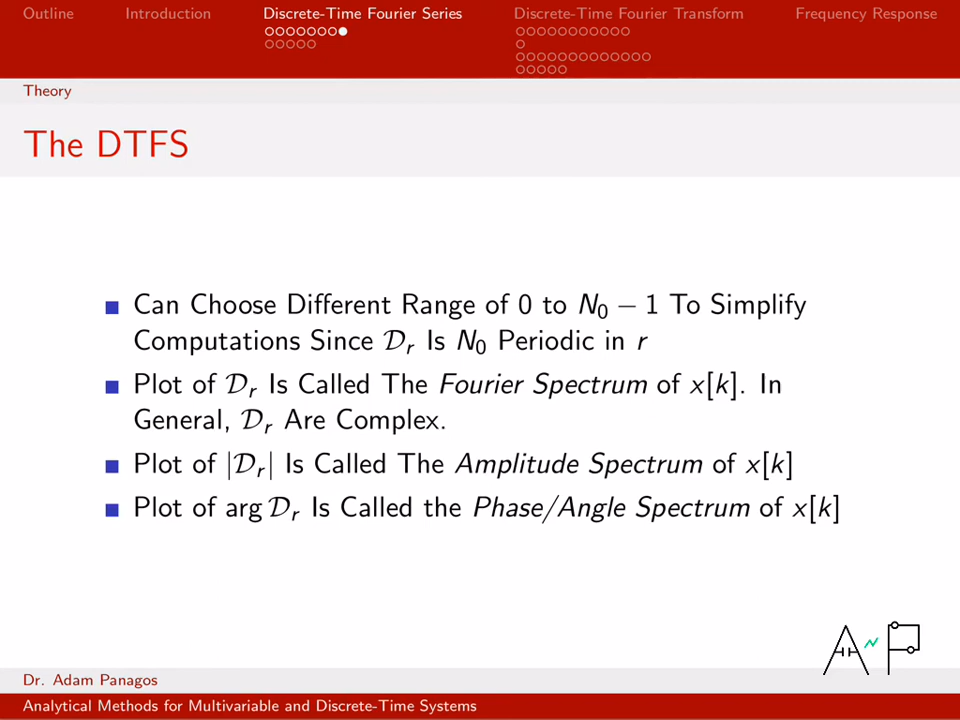 Outline Introduction Discrete-Time Fourier Series Discrete-Time Fourier Transform Frequency Response
Theory
The DTFS
Can Choose Different Range of 0 to N₀ − 1 To Simplify
Computations Since 𝒟ᵣ Is N₀ Periodic in r
Plot of 𝒟ᵣ Is Called The Fourier Spectrum of x[k]. In
General, 𝒟ᵣ Are Complex.
Plot of |𝒟ᵣ| Is Called The Amplitude Spectrum of x[k]
Plot of arg 𝒟ᵣ Is Called the Phase/Angle Spectrum of x[k]
AP
Dr. Adam Panagos
Analytical Methods for Multivariable and Discrete-Time Systems